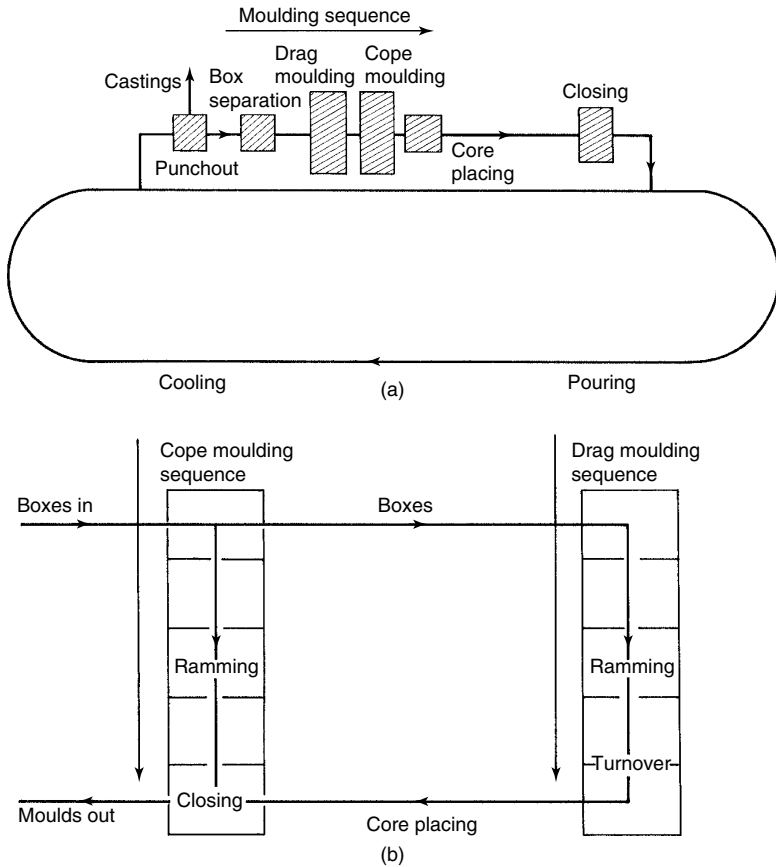 Moulding sequence
Drag
moulding
Cope
moulding
Castings
Box
separation
Closing
Punchout
Core
placing
Cooling
(a)
Pouring
Cope moulding
sequence
Drag moulding
sequence
Boxes in
Boxes
Ramming
Ramming
Turnover
Closing
Moulds out
Core placing
(b)